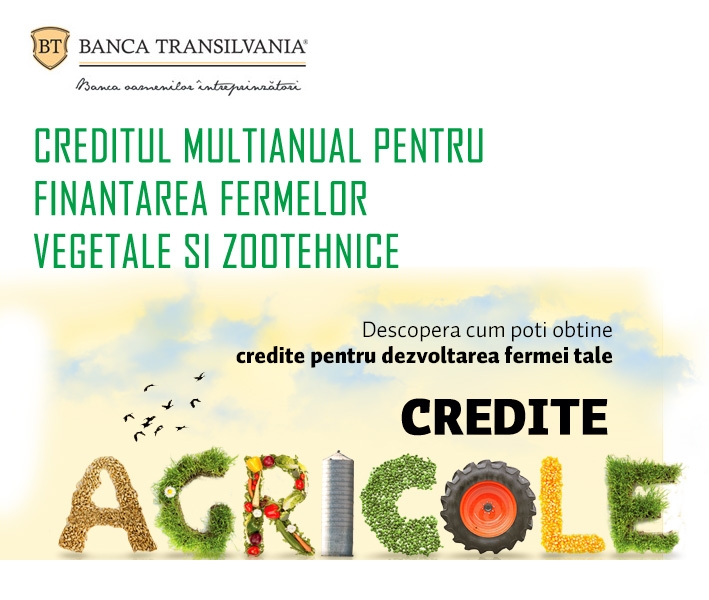 BT BANCA TRANSILVANIA®
Banca oamenilor întreprinzători
CREDITUL MULTIANUAL PENTRU
FINANTAREA FERMELOR
VEGETALE SI ZOOTEHNICE
Descopera cum poti obtine
credite pentru dezvoltarea fermei tale
CREDITE
AGRICOLE